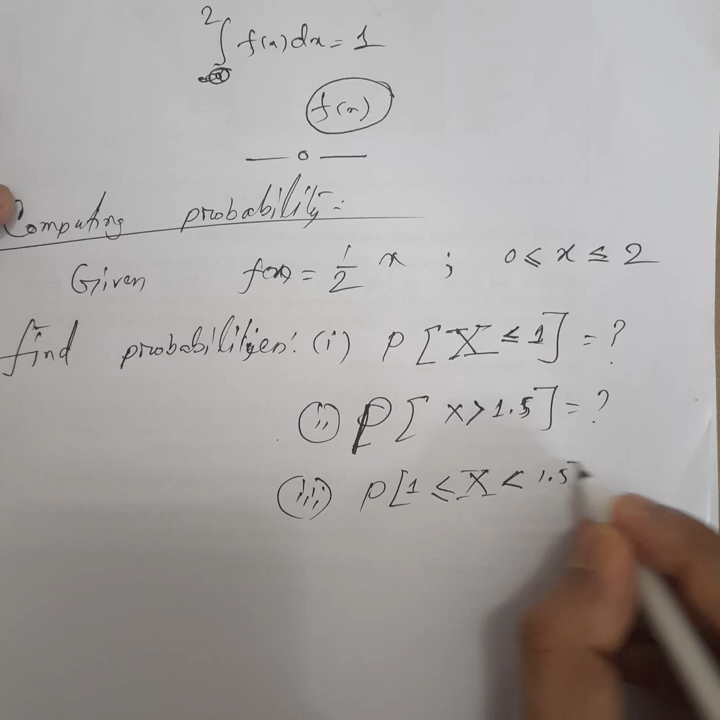 2
∫ f(x)dx = 1
f(x)
— o —
Computing probability:
Given f(x) = 1/2 x ; 0 ≤ x ≤ 2
find probabilities: (i) P[X ≤ 1] = ?
(ii) P[x > 1.5] = ?
(iii) P[1 ≤ X < 1.5]